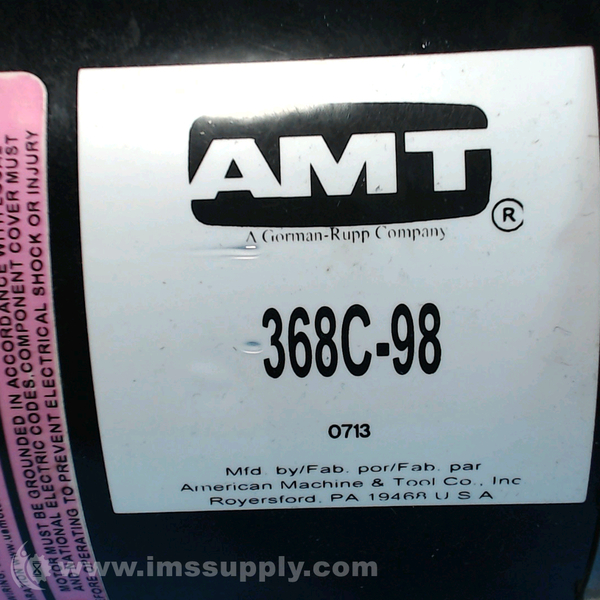 AMT
®
A Gorman-Rupp Company
368C-98
0713
Mfd. by/Fab. por/Fab. par
American Machine & Tool Co., Inc
Royersford, PA 19468 U S A
MUST BE GROUNDED IN ACCORDANCE WITH
NATIONAL ELECTRIC CODES. COMPONENT COVER MUST
OPERATING TO PREVENT ELECTRICAL SHOCK OR INJURY
www.imssupply.com